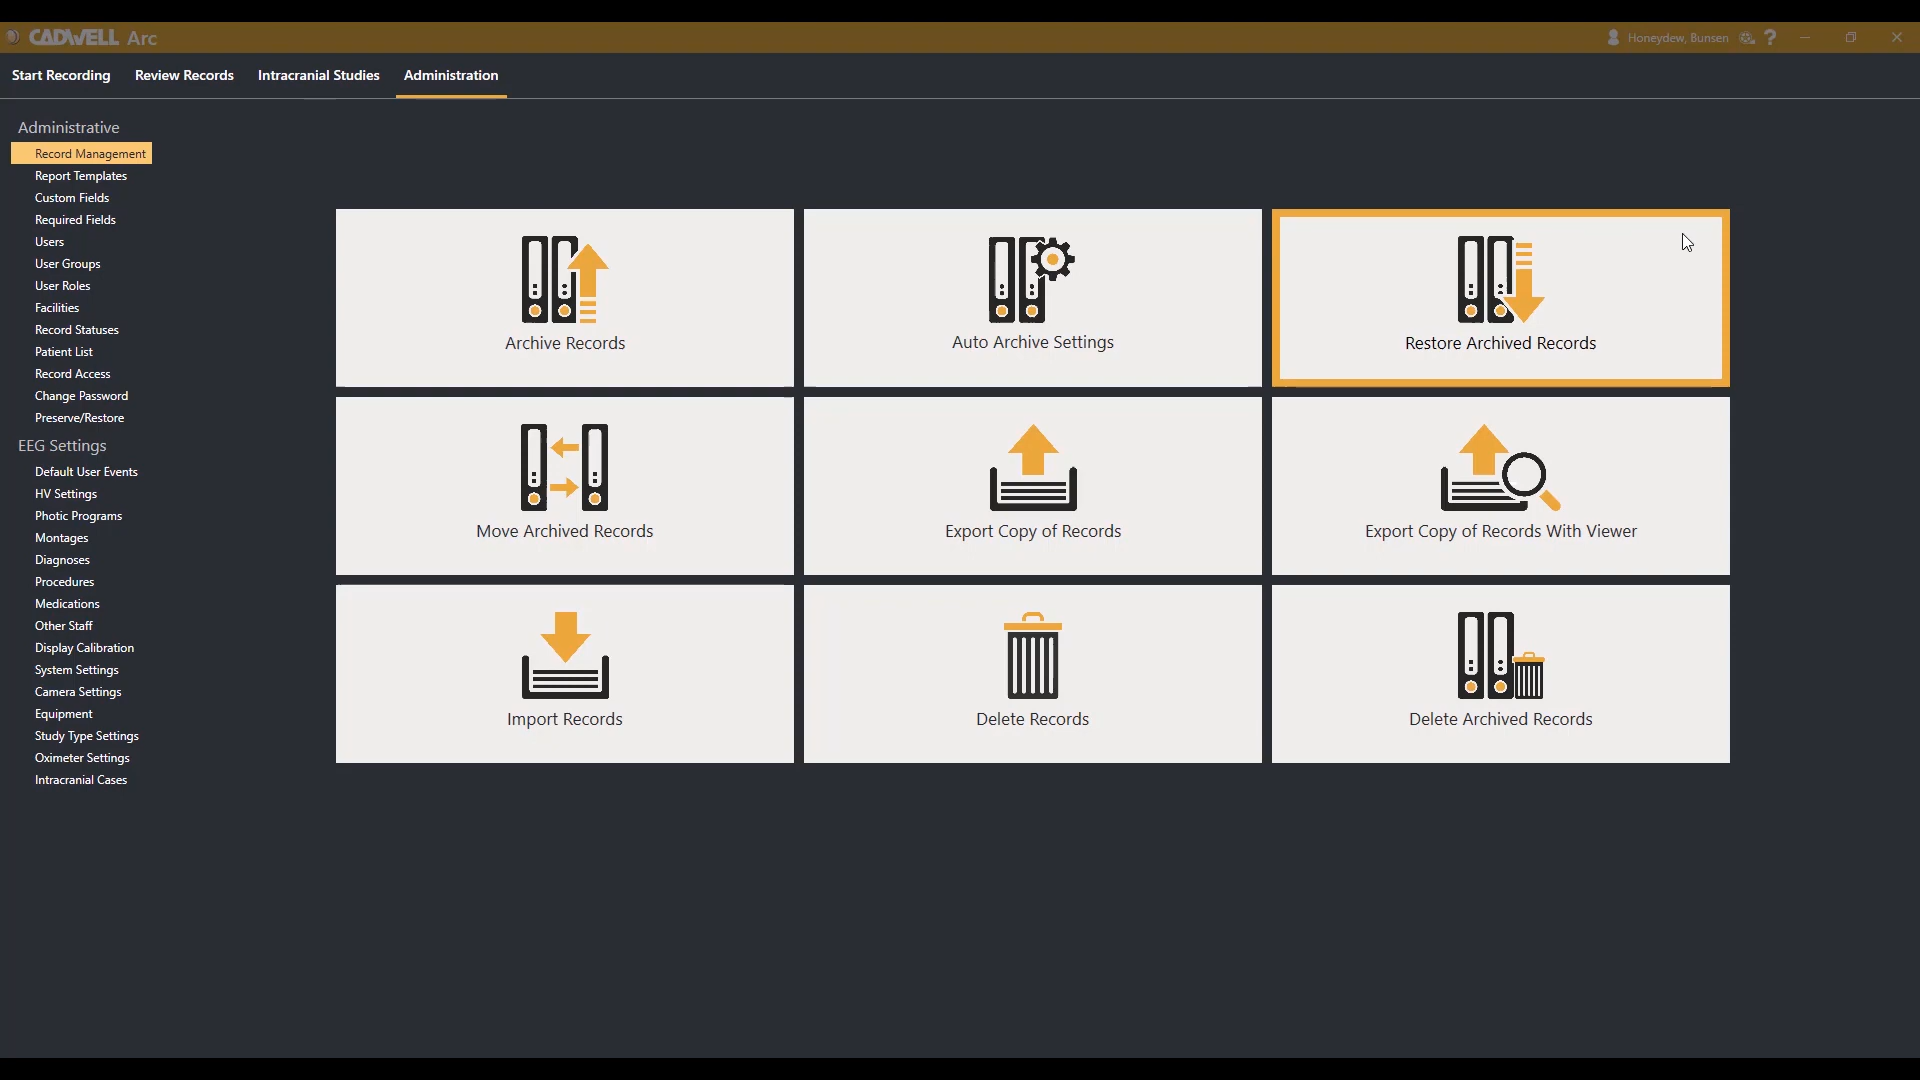 CADWELL Arc
Honeydew, Bunsen
?
Start Recording
Review Records
Intracranial Studies
Administration
Administrative
Record Management
Report Templates
Custom Fields
Required Fields
Users
User Groups
User Roles
Facilities
Record Statuses
Patient List
Record Access
Change Password
Preserve/Restore
EEG Settings
Default User Events
HV Settings
Photic Programs
Montages
Diagnoses
Procedures
Medications
Other Staff
Display Calibration
System Settings
Camera Settings
Equipment
Study Type Settings
Oximeter Settings
Intracranial Cases
Archive Records
Auto Archive Settings
Restore Archived Records
Move Archived Records
Export Copy of Records
Export Copy of Records With Viewer
Import Records
Delete Records
Delete Archived Records